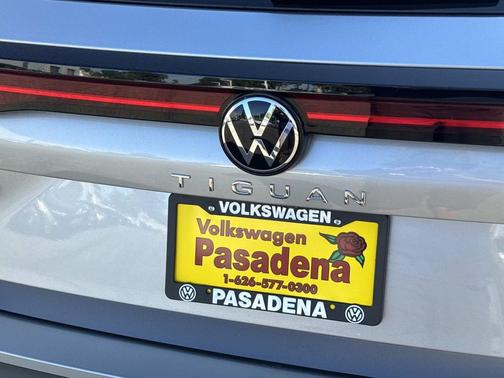 TIGUAN
VOLKSWAGEN
Volkswagen
Pasadena
1-626-577-0300
PASADENA